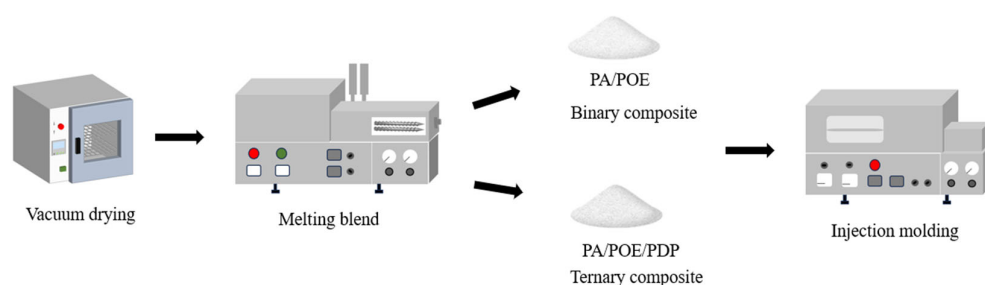 Vacuum drying
Melting blend
PA/POE
Binary composite
PA/POE/PDP
Ternary composite
Injection molding